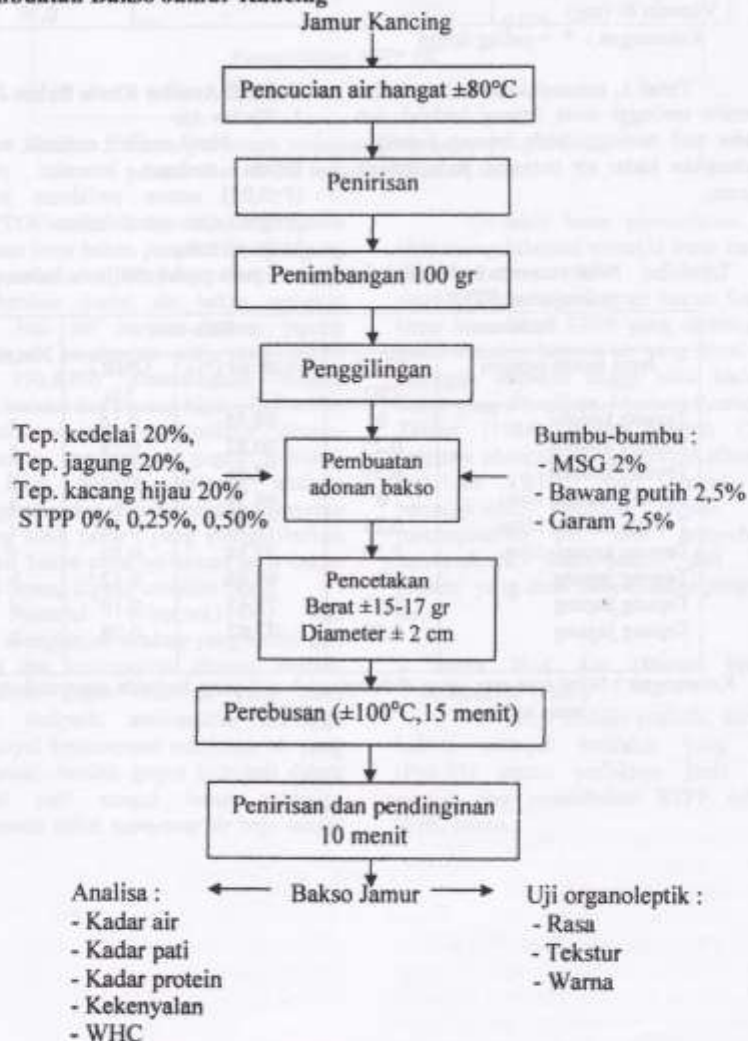 Bakso Jamur Kancing
Jamur Kancing
Pencucian air hangat ±80°C
Penirisan
Penimbangan 100 gr
Penggilingan
Tep. kedelai 20%,
Tep. jagung 20%,
Tep. kacang hijau 20%
STPP 0%, 0,25%, 0,50%
Pembuatan
adonan bakso
Bumbu-bumbu :
- MSG 2%
- Bawang putih 2,5%
- Garam 2,5%
Pencetakan
Berat ±15-17 gr
Diameter ± 2 cm
Perebusan (±100°C,15 menit)
Penirisan dan pendinginan
10 menit
Bakso Jamur
Analisa :
- Kadar air
- Kadar pati
- Kadar protein
- Kekenyalan
- WHC
Uji organoleptik :
- Rasa
- Tekstur
- Warna